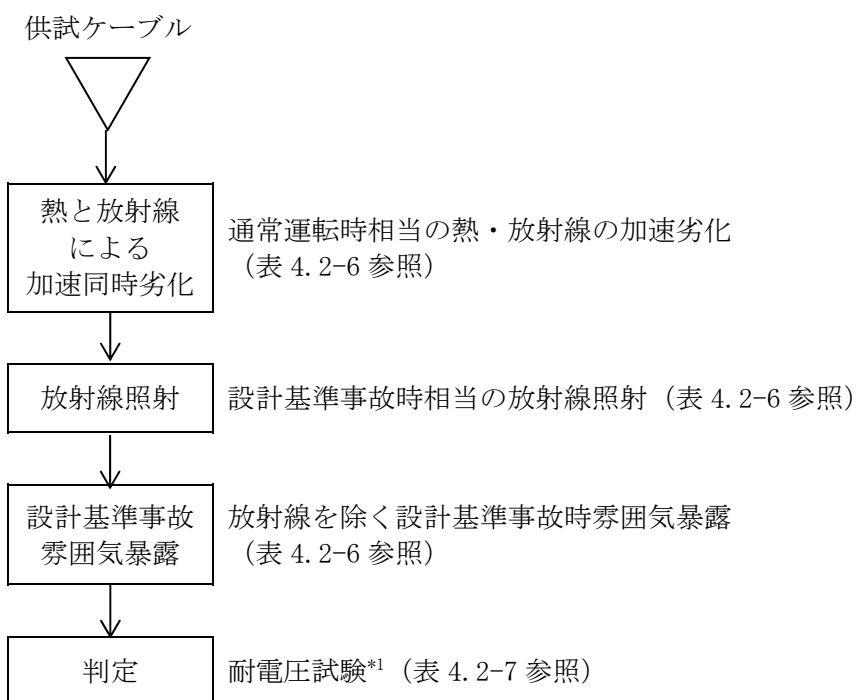 供試ケーブル
熱と放射線
による
加速同時劣化
通常運転時相当の熱・放射線の加速劣化
（表 4.2-6 参照）
放射線照射
設計基準事故時相当の放射線照射（表 4.2-6 参照）
設計基準事故
雰囲気暴露
放射線を除く設計基準事故時雰囲気暴露
（表 4.2-6 参照）
判定
耐電圧試験*1（表 4.2-7 参照）